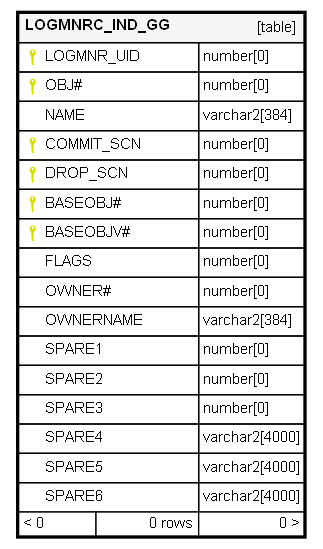 LOGMNRC_IND_GG [table]
LOGMNR_UID number[0]
OBJ# number[0]
NAME varchar2[384]
COMMIT_SCN number[0]
DROP_SCN number[0]
BASEOBJ# number[0]
BASEOBJV# number[0]
FLAGS number[0]
OWNER# number[0]
OWNERNAME varchar2[384]
SPARE1 number[0]
SPARE2 number[0]
SPARE3 number[0]
SPARE4 varchar2[4000]
SPARE5 varchar2[4000]
SPARE6 varchar2[4000]
< 0 0 rows 0 >